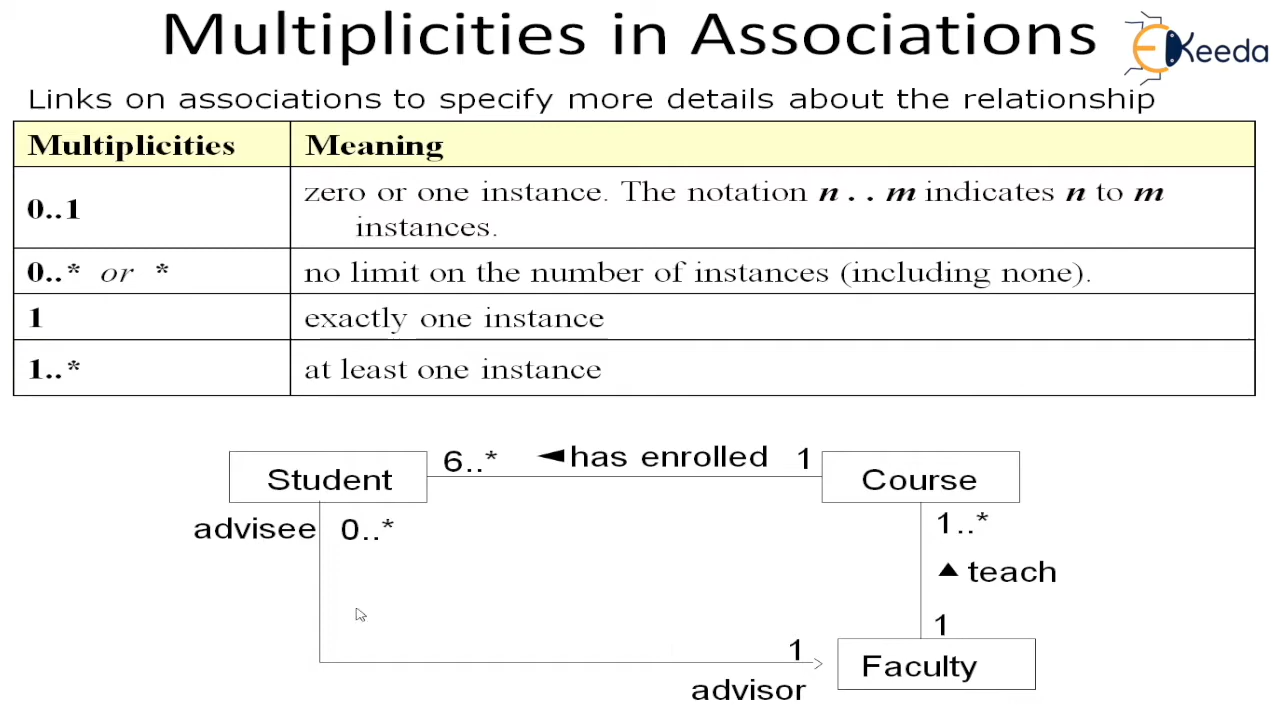 Multiplicities in Associations
EKeeda
Links on associations to specify more details about the relationship
Multiplicities Meaning
0..1 zero or one instance. The notation n . . m indicates n to m
instances.
0..* or * no limit on the number of instances (including none).
1 exactly one instance
1..* at least one instance
Student 6..* ◄has enrolled 1 Course
advisee 0..* 1..*
▲ teach
1
1 Faculty
advisor